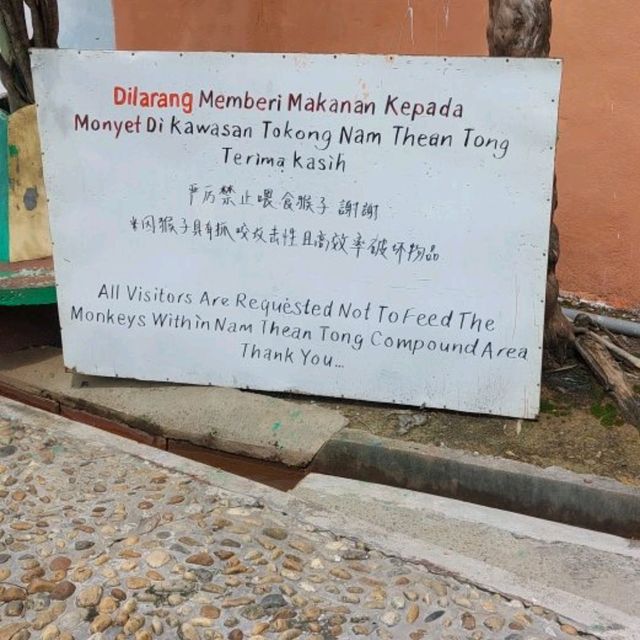 Dilarang Memberi Makanan Kepada
Monyet Di Kawasan Tokong Nam Thean Tong
Terima Kasih
严厉禁止喂食猴子 謝謝
*因猴子具有抓咬攻击性且高效率破坏物品
All Visitors Are Requested Not To Feed The
Monkeys Within Nam Thean Tong Compound Area
Thank You...